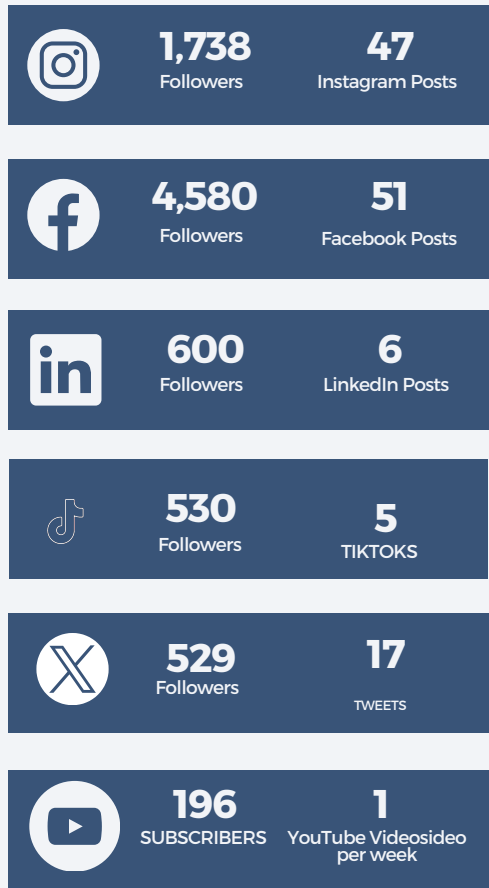 1,738
Followers
47
Instagram Posts
4,580
Followers
51
Facebook Posts
in
600
Followers
6
LinkedIn Posts
530
Followers
5
TIKTOKS
529
Followers
17
TWEETS
196
SUBSCRIBERS
1
YouTube Videosideo
per week